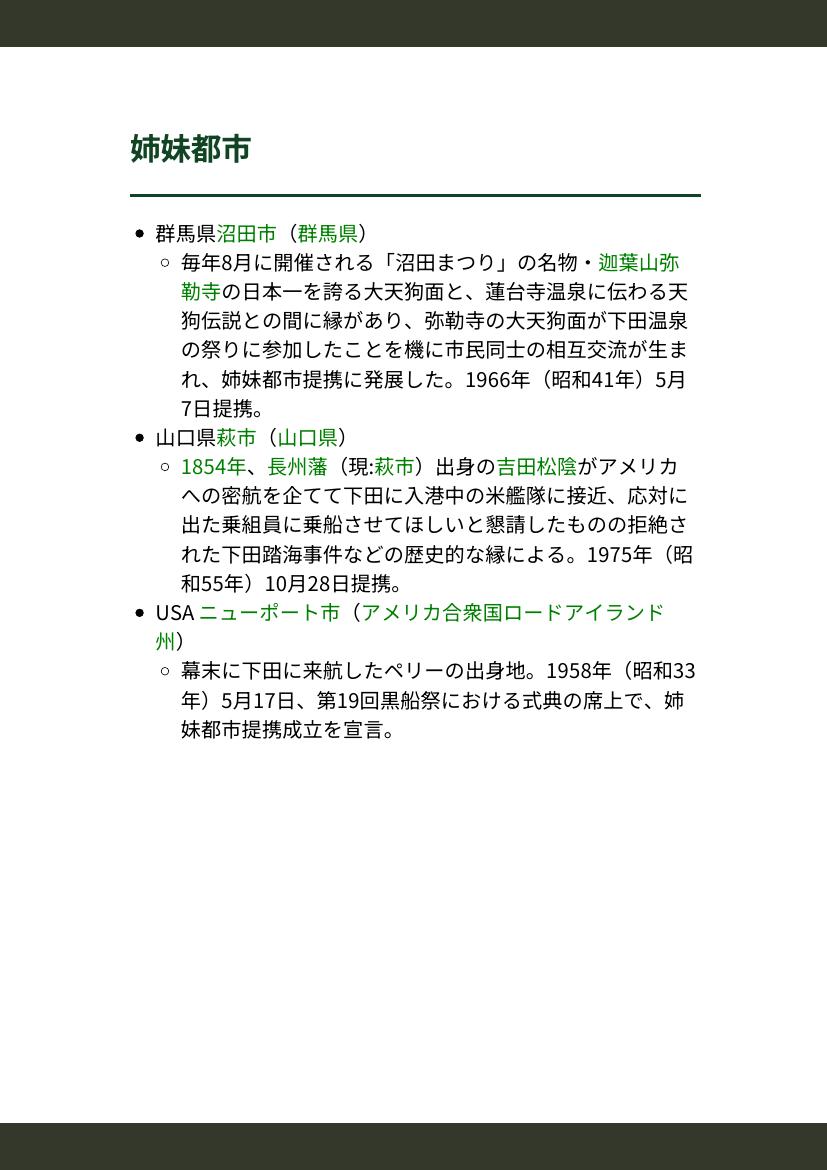 姉妹都市
群馬県沼田市（群馬県）
毎年8月に開催される「沼田まつり」の名物・迦葉山弥
勒寺の日本一を誇る大天狗面と、蓮台寺温泉に伝わる天
狗伝説との間に縁があり、弥勒寺の大天狗面が下田温泉
の祭りに参加したことを機に市民同士の相互交流が生ま
れ、姉妹都市提携に発展した。1966年（昭和41年）5月
7日提携。
山口県萩市（山口県）
1854年、長州藩（現:萩市）出身の吉田松陰がアメリカ
への密航を企てて下田に入港中の米艦隊に接近、応対に
出た乗組員に乗船させてほしいと懇請したものの拒絶さ
れた下田踏海事件などの歴史的な縁による。1975年（昭
和55年）10月28日提携。
USA ニューポート市（アメリカ合衆国ロードアイランド
州）
幕末に下田に来航したペリーの出身地。1958年（昭和33
年）5月17日、第19回黒船祭における式典の席上で、姉
妹都市提携成立を宣言。